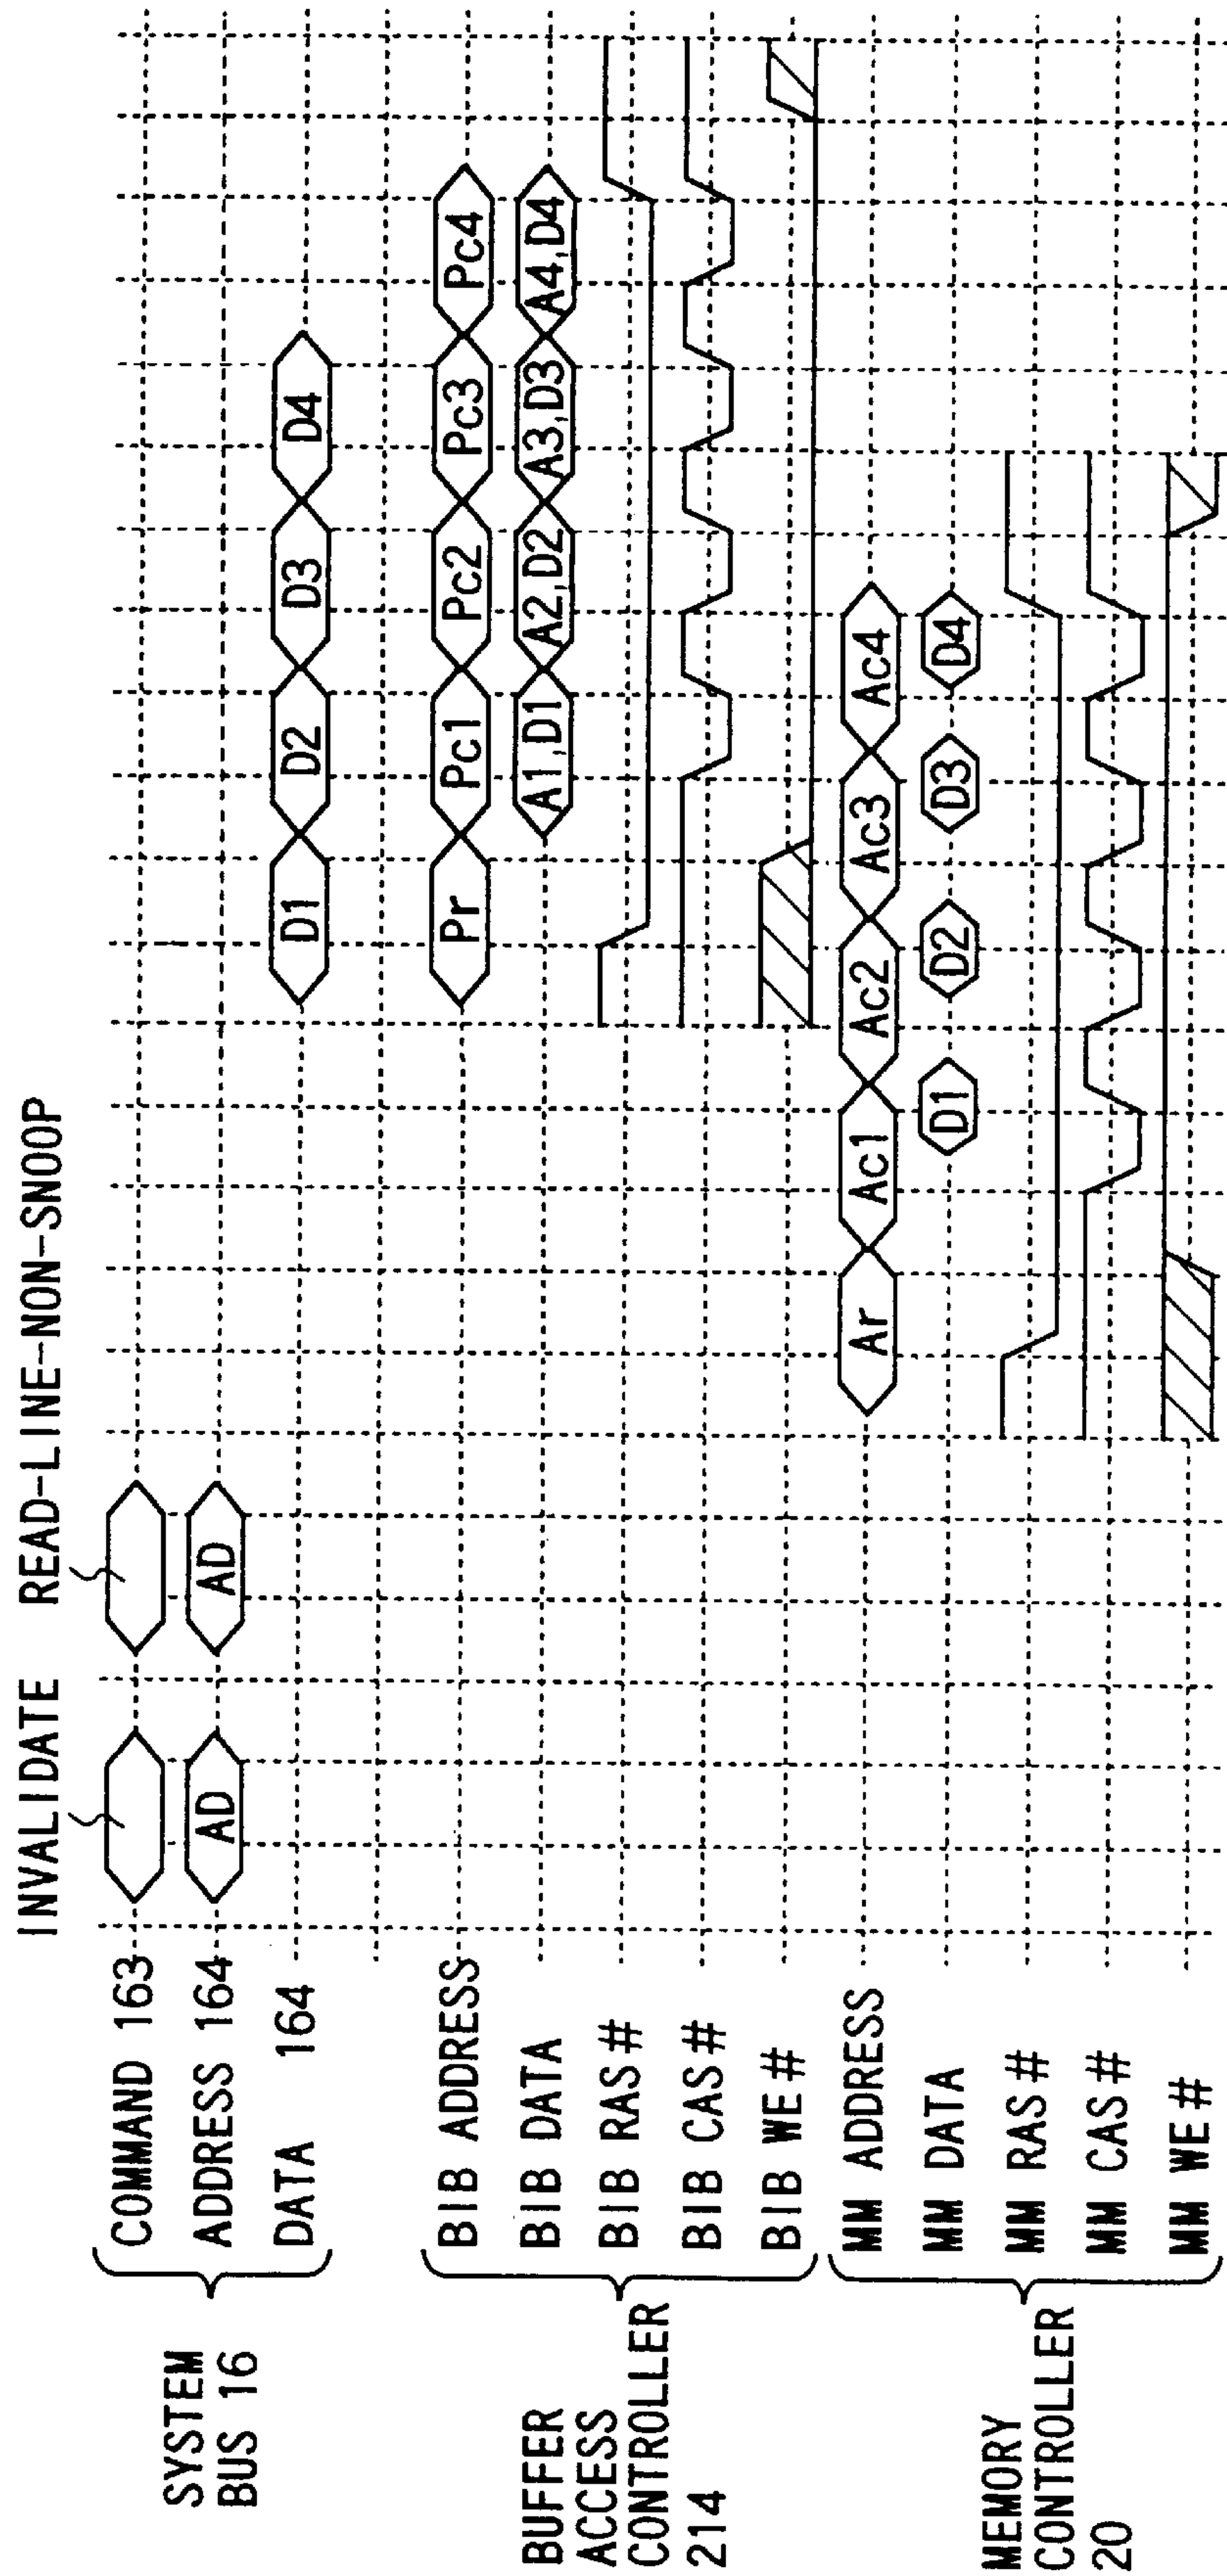 INVALIDATE READ-LINE-NON-SNOOP
SYSTEM
BUS 16
COMMAND 163
ADDRESS 164 AD AD
DATA 164 D1 D2 D3 D4
BUFFER
ACCESS
CONTROLLER
214
BIB ADDRESS Pr Pc1 Pc2 Pc3 Pc4
BIB DATA A1,D1 A2,D2 A3,D3 A4,D4
BIB RAS#
BIB CAS#
BIB WE#
MEMORY
CONTROLLER
20
MM ADDRESS Ar Ac1 Ac2 Ac3 Ac4
MM DATA D1 D2 D3 D4
MM RAS#
MM CAS#
MM WE#